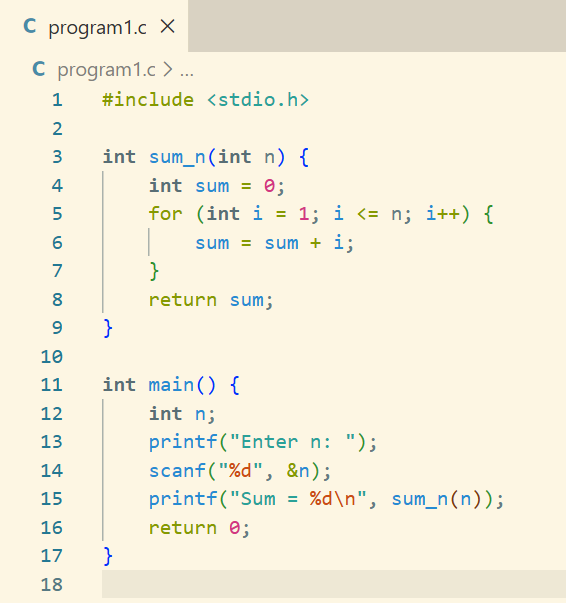 C program1.c ×
C program1.c > ...
1 #include <stdio.h>
2
3 int sum_n(int n) {
4     int sum = 0;
5     for (int i = 1; i <= n; i++) {
6         sum = sum + i;
7     }
8     return sum;
9 }
10
11 int main() {
12     int n;
13     printf("Enter n: ");
14     scanf("%d", &n);
15     printf("Sum = %d\n", sum_n(n));
16     return 0;
17 }
18